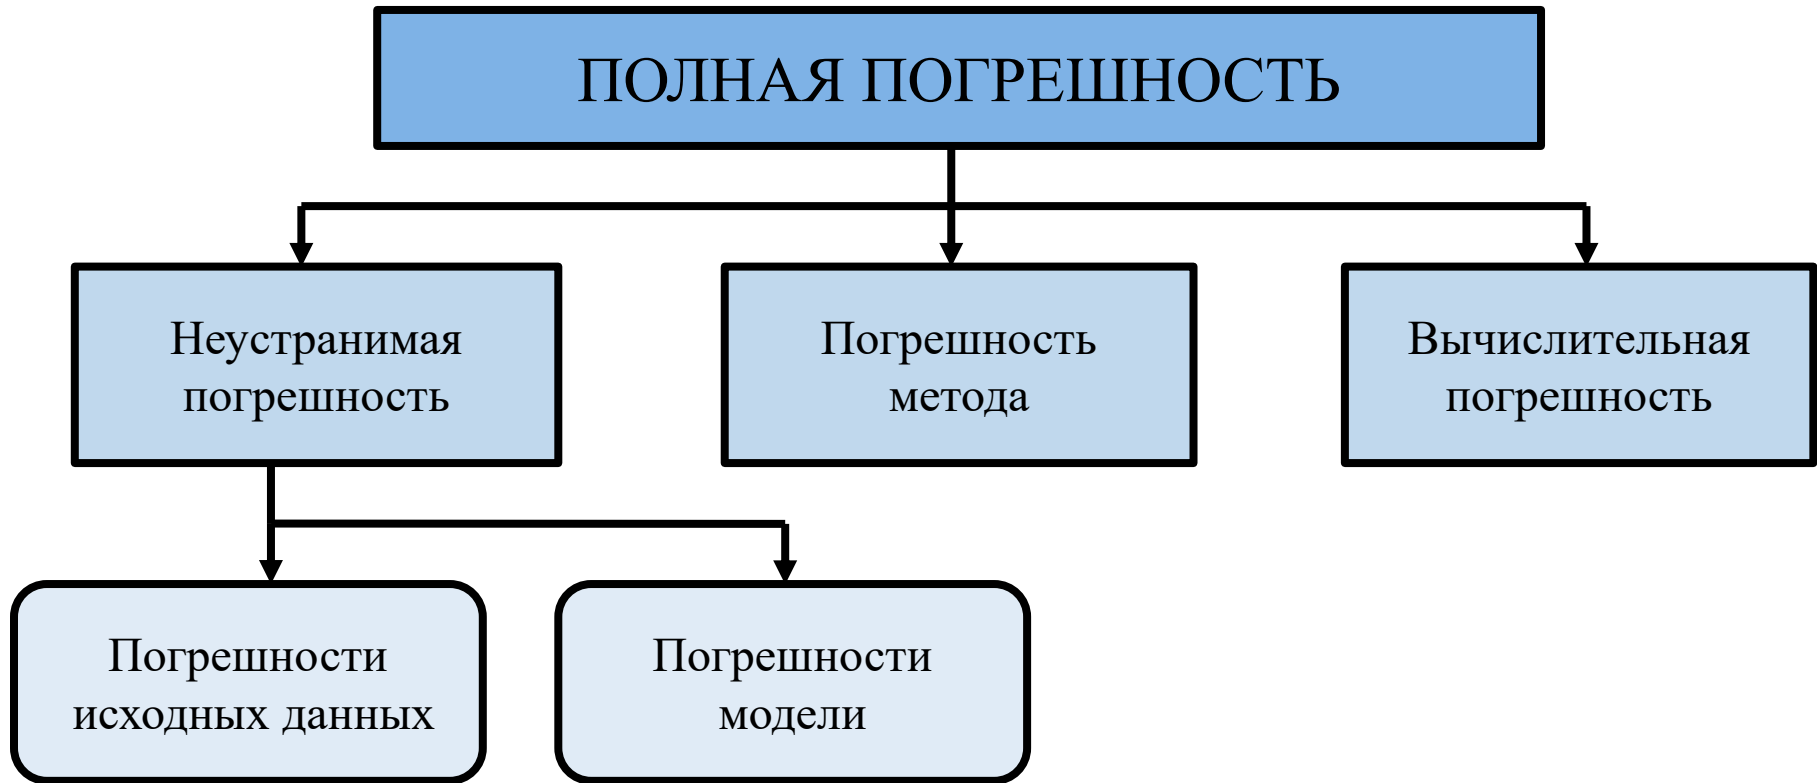 ПОЛНАЯ ПОГРЕШНОСТЬ
Неустранимая
погрешность
Погрешность
метода
Вычислительная
погрешность
Погрешности
исходных данных
Погрешности
модели